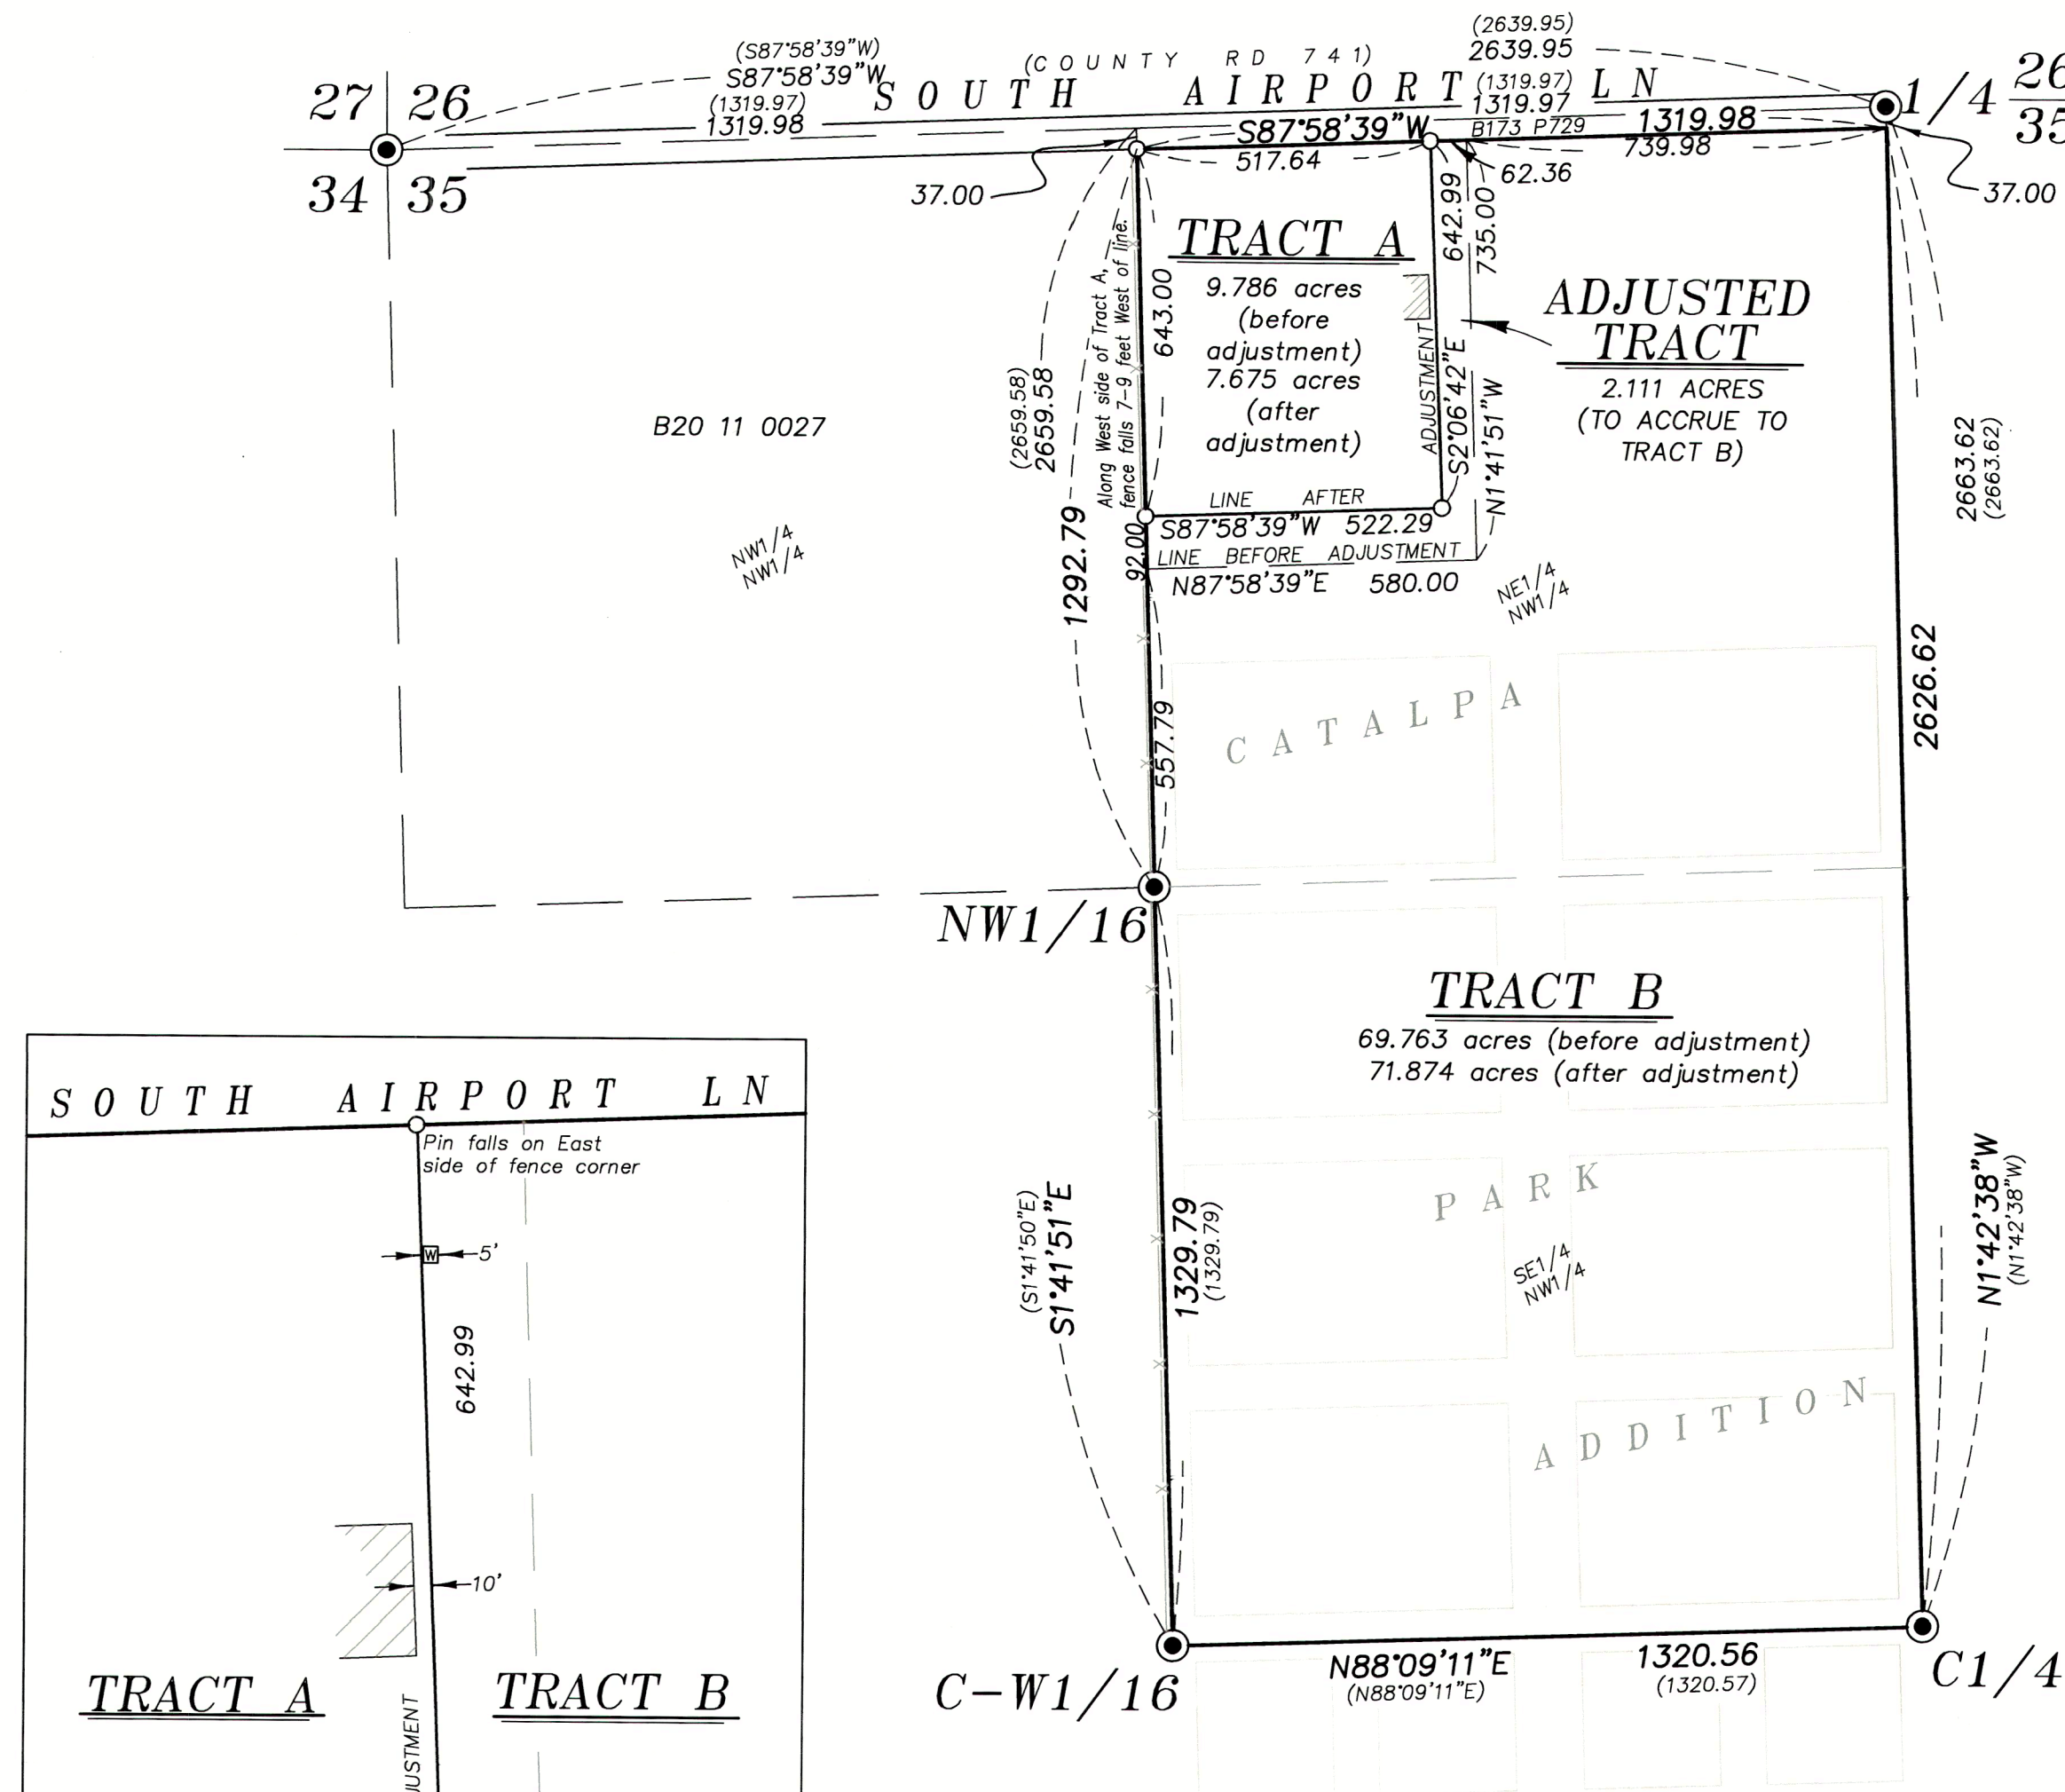 (S87°58'39"W)
S87°58'39"W
(1319.97)
1319.98
(COUNTY RD 741)
SOUTH AIRPORT LN
(2639.95)
2639.95
(1319.97)
1319.97
B173 P729
1319.98
S87°58'39"W
517.64
739.98
62.36
37.00
37.00
27 26
34 35
1/4 26
35
TRACT A
9.786 acres
(before
adjustment)
7.675 acres
(after
adjustment)
642.99
735.00
ADJUSTED
TRACT
2.111 ACRES
(TO ACCRUE TO
TRACT B)
643.00
Along West side of Tract A,
fence falls 7-9 feet West of line.
(2659.58)
2659.58
1292.79
ADJUSTMENT
S2°06'42"E
N1°41'51"W
LINE AFTER
S87°58'39"W 522.29
LINE BEFORE ADJUSTMENT
N87°58'39"E 580.00
92.00
2663.62
(2663.62)
B20 11 0027
NW1/4
NW1/4
NE1/4
NW1/4
557.79
2626.62
CATALPA
NW1/16
TRACT B
69.763 acres (before adjustment)
71.874 acres (after adjustment)
PARK
SE1/4
NW1/4
ADDITION
(S1°41'50"E)
S1°41'51"E
1329.79
(1329.79)
N1°42'38"W
(N1°42'38"W)
C-W1/16
N88°09'11"E
(N88°09'11"E)
1320.56
(1320.57)
C1/4
SOUTH AIRPORT LN
Pin falls on East
side of fence corner
W
5'
642.99
10'
TRACT A
TRACT B